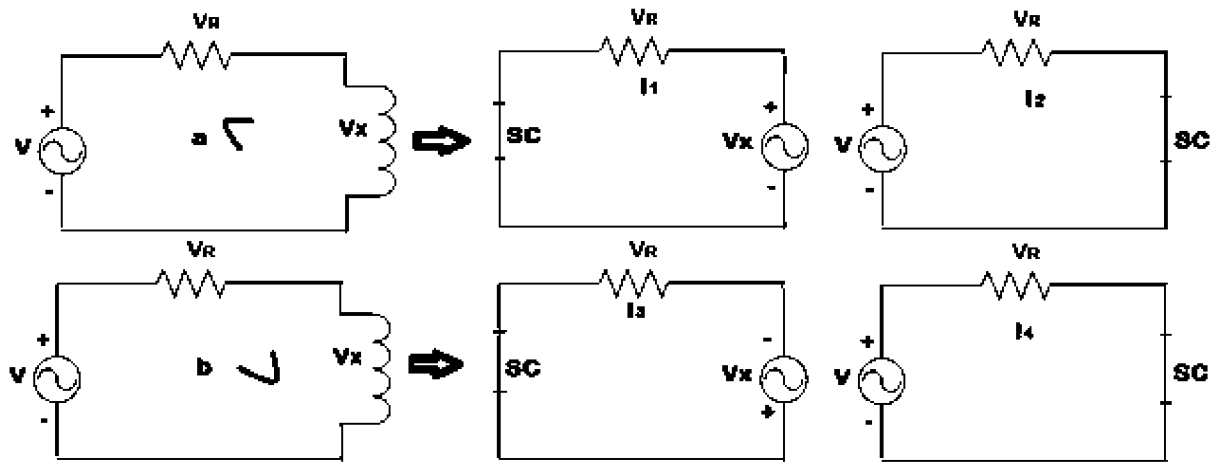 VR VR VR
+ V - a Vx SC I1 + Vx - + V - I2 SC
VR VR VR
+ V - b Vx SC I3 - Vx + + V - I4 SC